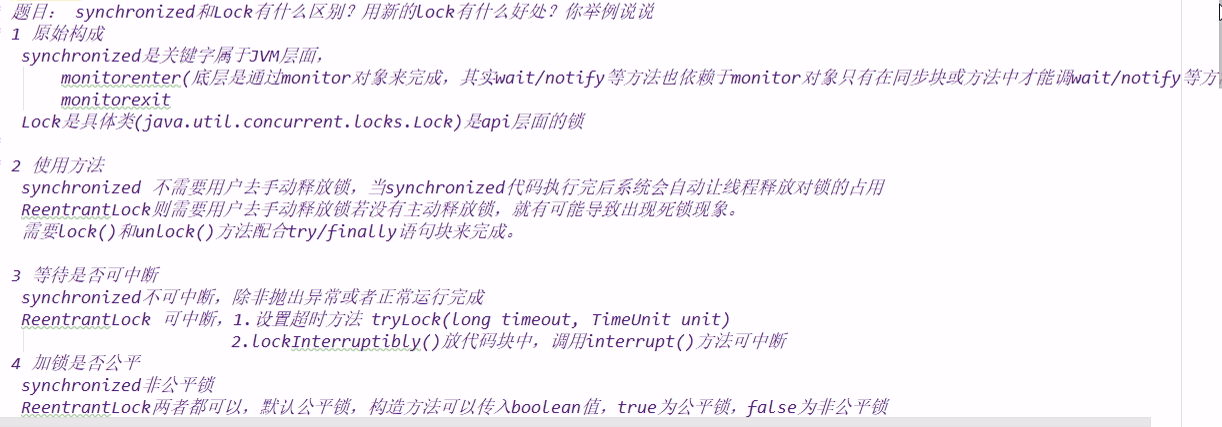 题目： synchronized和Lock有什么区别？用新的lock有什么好处？你举例说说
1 原始构成
synchronized是关键字属于JVM层面，
monitorenter(底层是通过monitor对象来完成，其实wait/notify等方法也依赖于monitor对象只有在同步块或方法中才能调wait/notify等方
monitorexit
Lock是具体类(java.util.concurrent.locks.Lock)是api层面的锁
2 使用方法
synchronized 不需要用户去手动释放锁，当synchronized代码执行完后系统会自动让线程释放对锁的占用
ReentrantLock则需要用户去手动释放锁若没有主动释放锁，就有可能导致出现死锁现象。
需要lock()和unlock()方法配合try/finally语句块来完成。
3 等待是否可中断
synchronized不可中断，除非抛出异常或者正常运行完成
ReentrantLock 可中断，1.设置超时方法 tryLock(long timeout, TimeUnit unit)
2.lockInterruptibly()放代码块中，调用interrupt()方法可中断
4 加锁是否公平
synchronized非公平锁
ReentrantLock两者都可以，默认公平锁，构造方法可以传入boolean值，true为公平锁，false为非公平锁